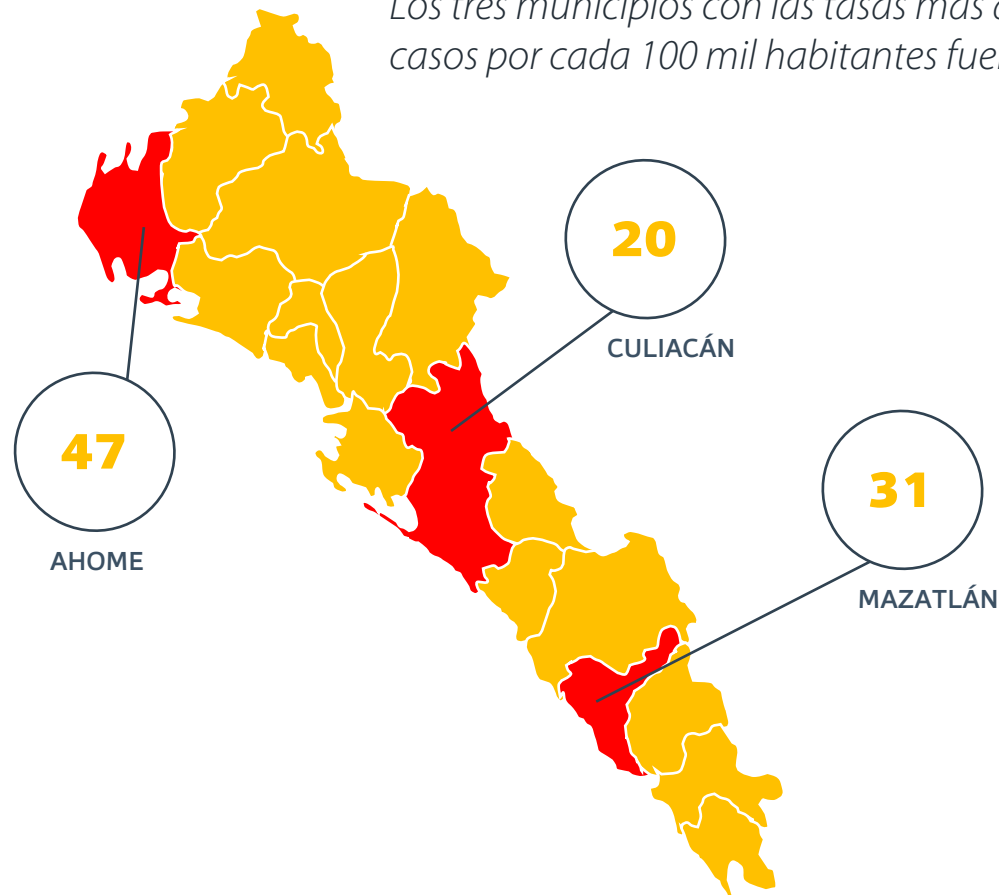 Los tres municipios con las tasas más
casos por cada 100 mil habitantes
20
CULIACÁN
47
AHOME
31
MAZATLÁN